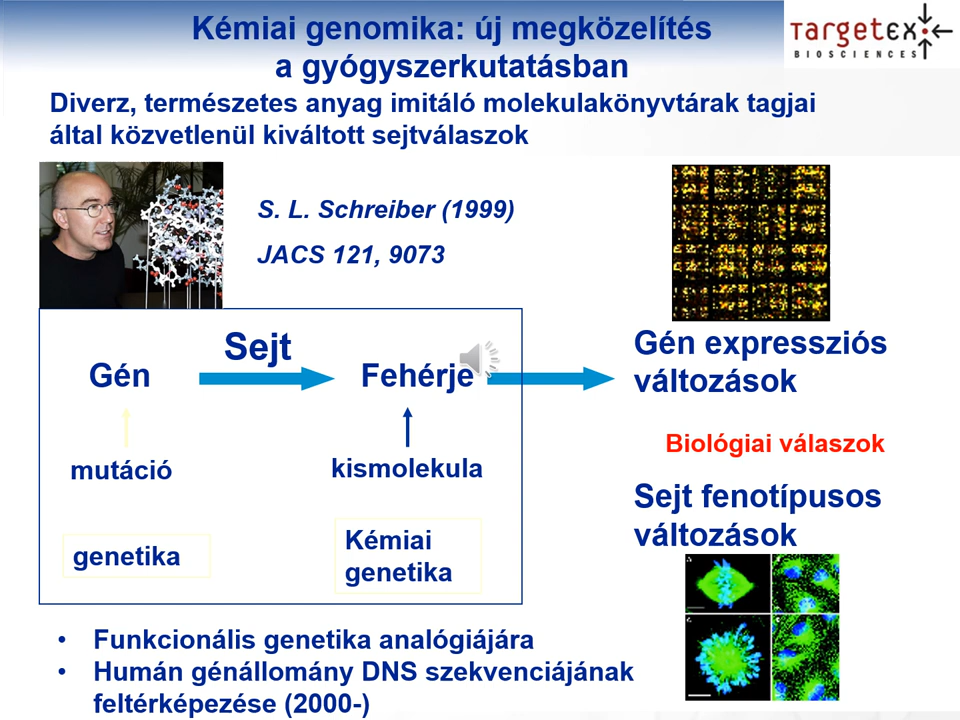 Kémiai genomika: új megközelítés
a gyógyszerkutatásban
TARGETEX
BIOSCIENCES
Diverz, természetes anyag imitáló molekulakönyvtárak tagjai
által közvetlenül kiváltott sejtválaszok
S. L. Schreiber (1999)
JACS 121, 9073
Sejt
Gén
Fehérje
mutáció
kismolekula
genetika
Kémiai
genetika
Gén expressziós
változások
Biológiai válaszok
Sejt fenotípusos
változások
• Funkcionális genetika analógiájára
• Humán génállomány DNS szekvenciájának
feltérképezése (2000-)